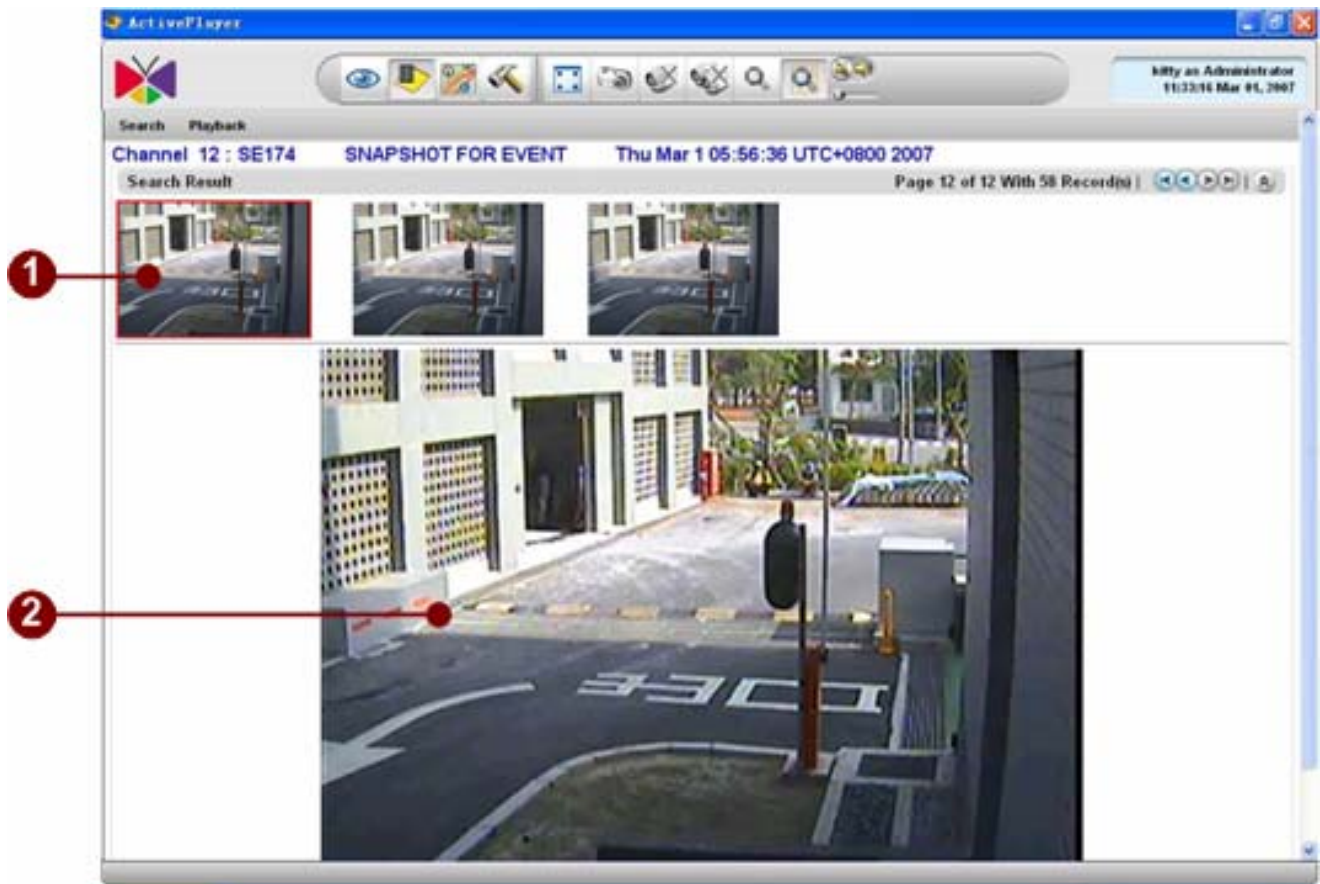 ActivePlayer
kitty as Administrator
11:33:16 Mar 01, 2007
Search Playback
Channel 12 : SE174 SNAPSHOT FOR EVENT Thu Mar 1 05:56:36 UTC+0800 2007
Search Result Page 12 of 12 With 58 Record(s) |
1
2